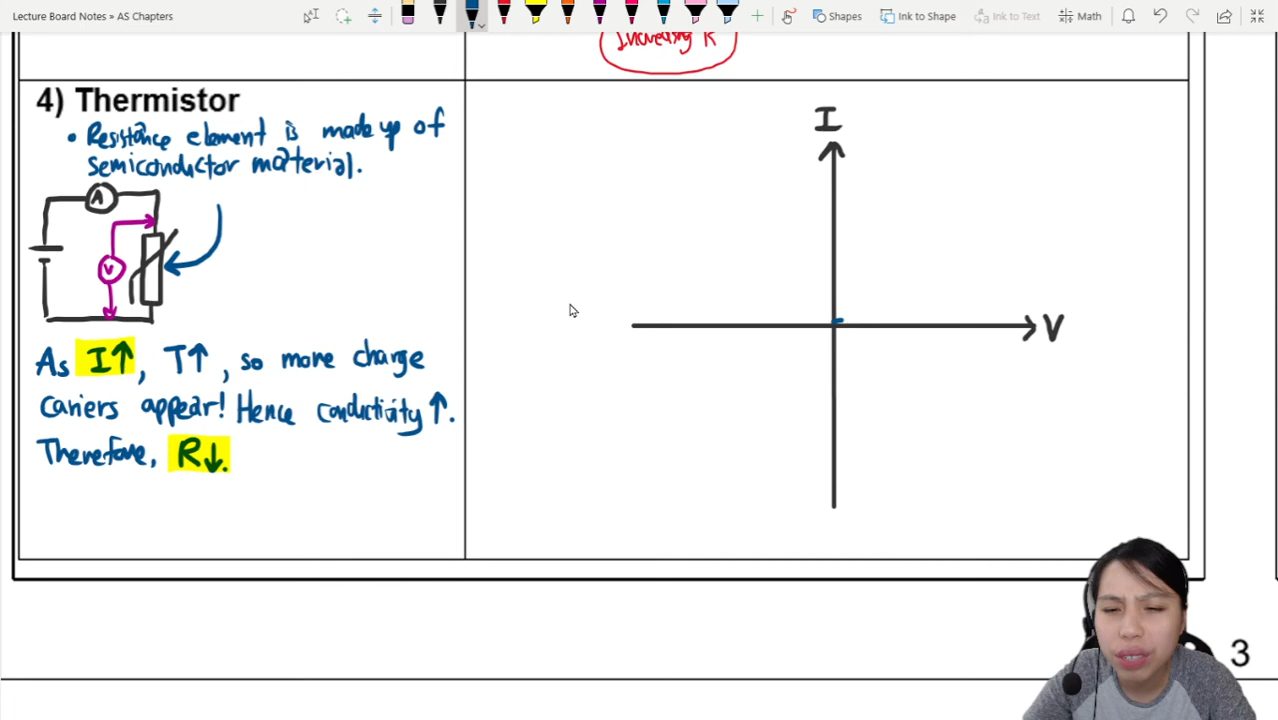 Lecture Board Notes » AS Chapters
Shapes
Ink to Shape
Ink to Text
Math
Increasing R
4) Thermistor
• Resistance element is made up of
semiconductor material.
A
V
As I↑, T↑, so more charge
carriers appear! Hence conductivity ↑.
Therefore, R↓.
I
V
3